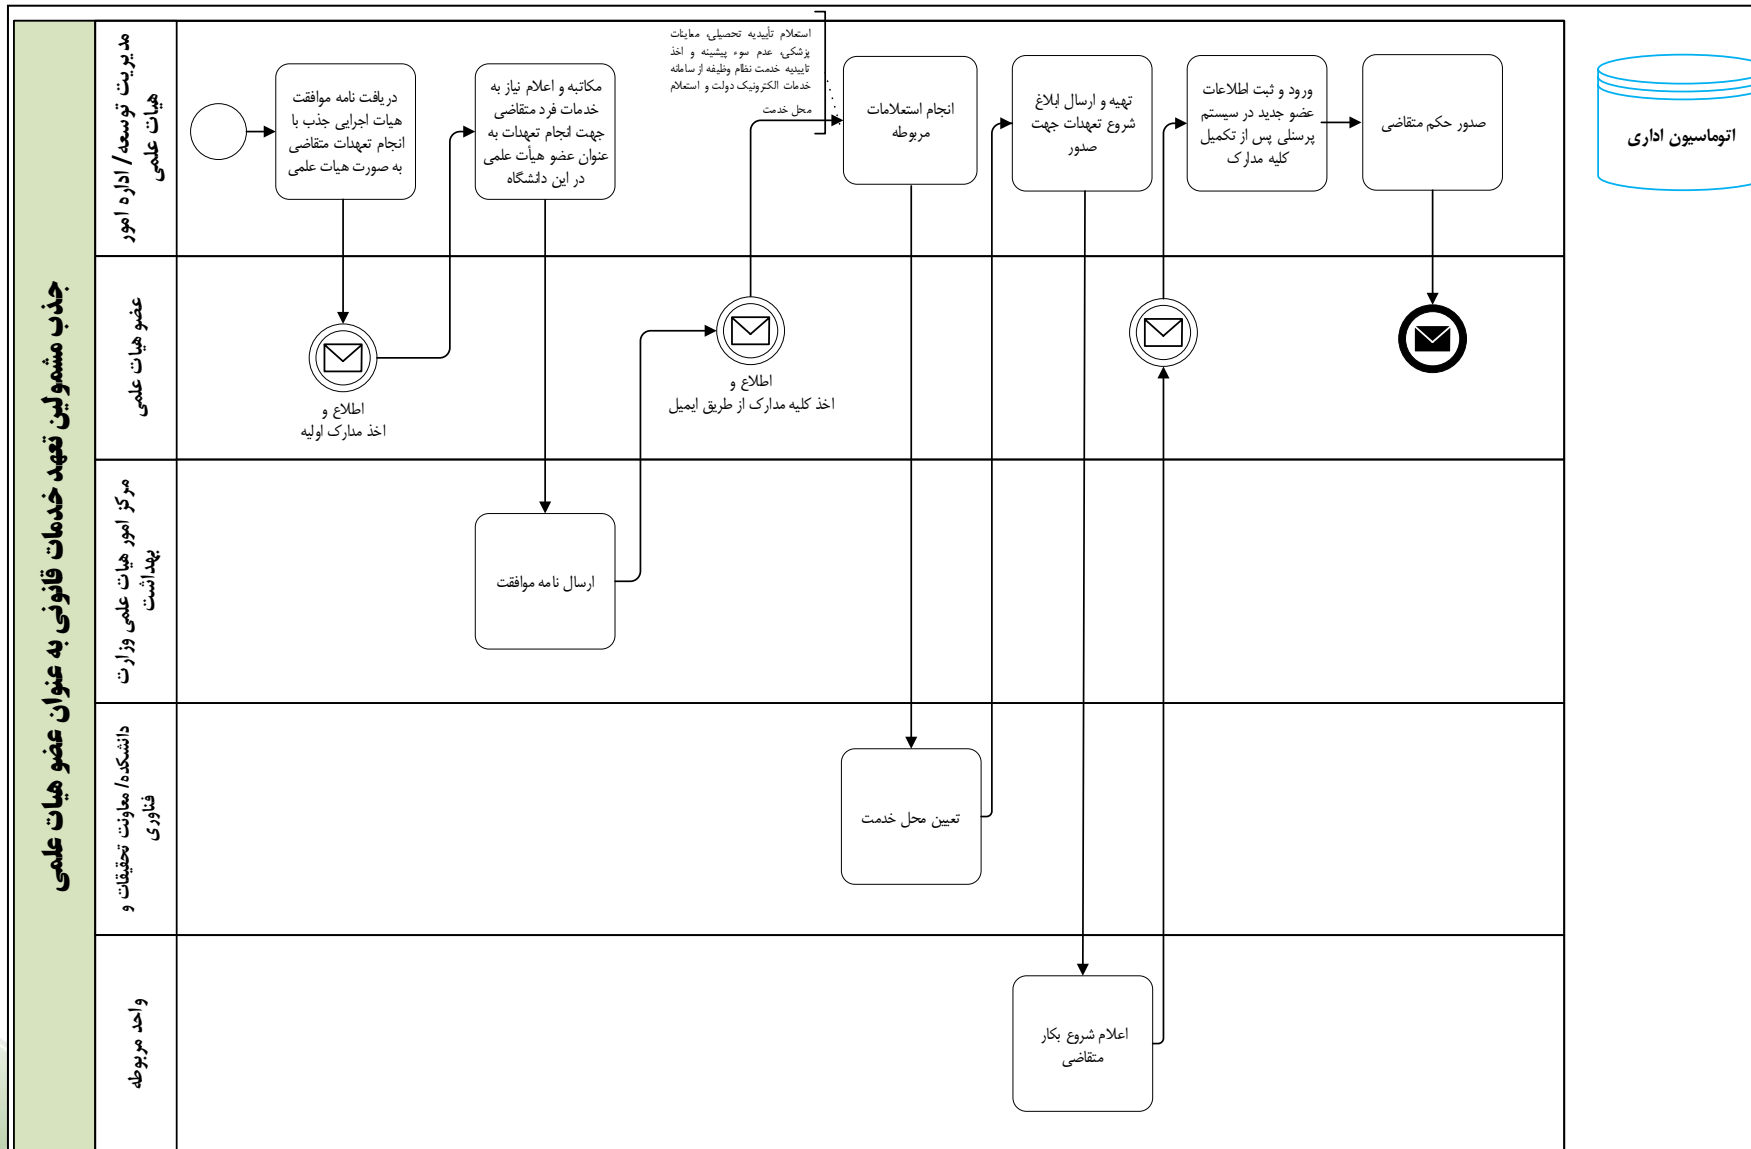 جذب مشمولین تعهد خدمات قانونی به عنوان عضو هیات علمی
مدیریت توسعه/ اداره امور
هیات علمی
دریافت نامه موافقت
هیات اجرایی جذب با
انجام تعهدات متقاضی
به صورت هیات علمی
مکاتبه و اعلام نیاز به
خدمات فرد متقاضی
جهت انجام تعهدات به
عنوان عضو هیأت علمی
در این دانشگاه
استعلام تأییدیه تحصیلی، معاینات
پزشکی، عدم سوء پیشینه و اخذ
تاییدیه خدمت نظام وظیفه از سامانه
خدمات الکترونیک دولت و استعلام
محل خدمت
انجام استعلامات
مربوطه
تهیه و ارسال ابلاغ
شروع تعهدات جهت
صدور
ورود و ثبت اطلاعات
عضو جدید در سیستم
پرسنلی پس از تکمیل
کلیه مدارک
صدور حکم متقاضی
اتوماسیون اداری
عضو هیات علمی
اطلاع و
اخذ مدارک اولیه
اطلاع و
اخذ کلیه مدارک از طریق ایمیل
مرکز امور هیات علمی وزارت
بهداشت
ارسال نامه موافقت
دانشکده/ معاونت تحقیقات و
فناوری
تعیین محل خدمت
واحد مربوطه
اعلام شروع بکار
متقاضی